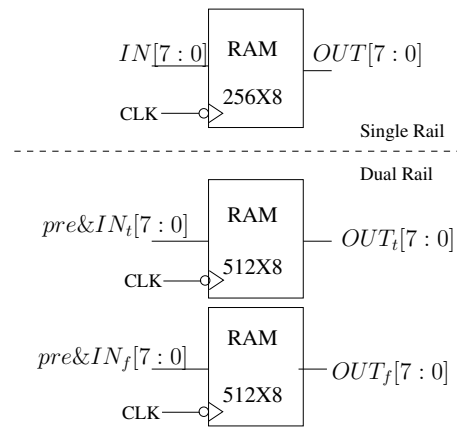 IN[7 : 0] RAM OUT[7 : 0]
256X8
CLK
Single Rail
Dual Rail
RAM
pre&IN_t[7 : 0] OUT_t[7 : 0]
512X8
CLK
RAM
pre&IN_f[7 : 0] OUT_f[7 : 0]
512X8
CLK